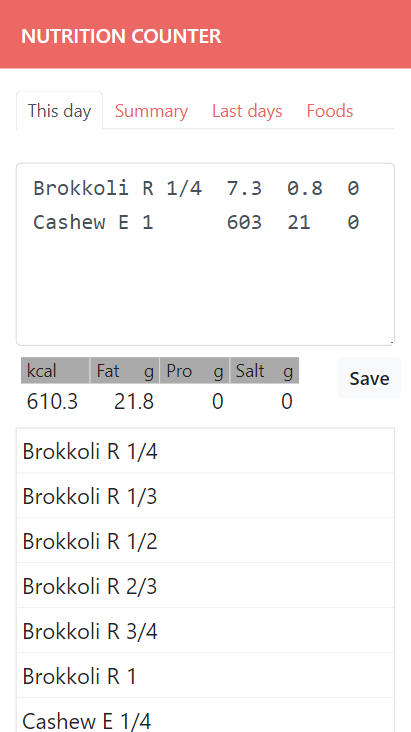 NUTRITION COUNTER
This day Summary Last days Foods
Brokkoli R 1/4 7.3 0.8 0
Cashew E 1 603 21 0
kcal Fat g Pro g Salt g
610.3 21.8 0 0
Save
Brokkoli R 1/4
Brokkoli R 1/3
Brokkoli R 1/2
Brokkoli R 2/3
Brokkoli R 3/4
Brokkoli R 1
Cashew E 1/4